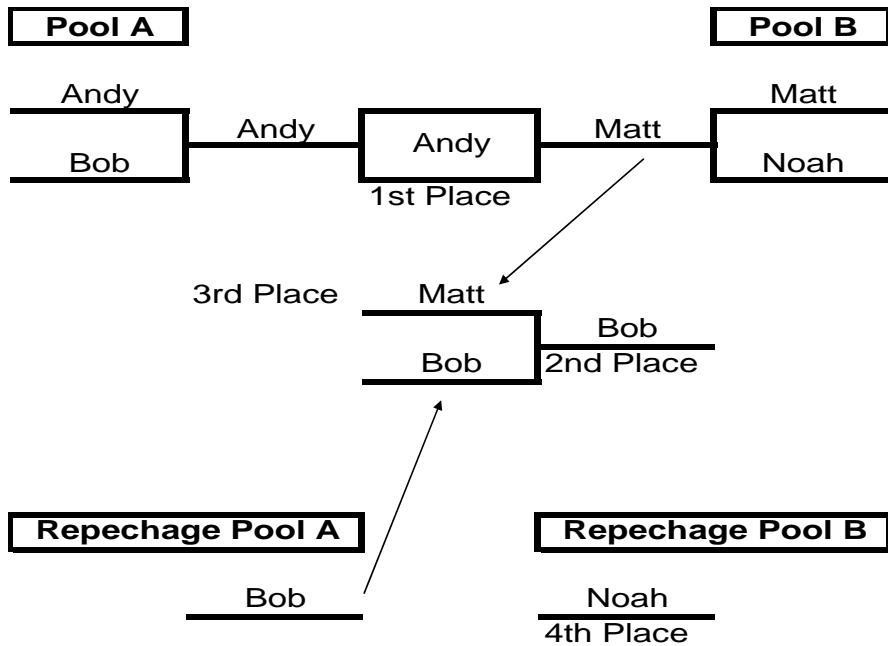 Pool A
Pool B
Andy
Matt
Andy
Andy
Matt
Bob
Noah
1st Place
3rd Place
Matt
Bob
Bob
2nd Place
Repechage Pool A
Repechage Pool B
Bob
Noah
4th Place